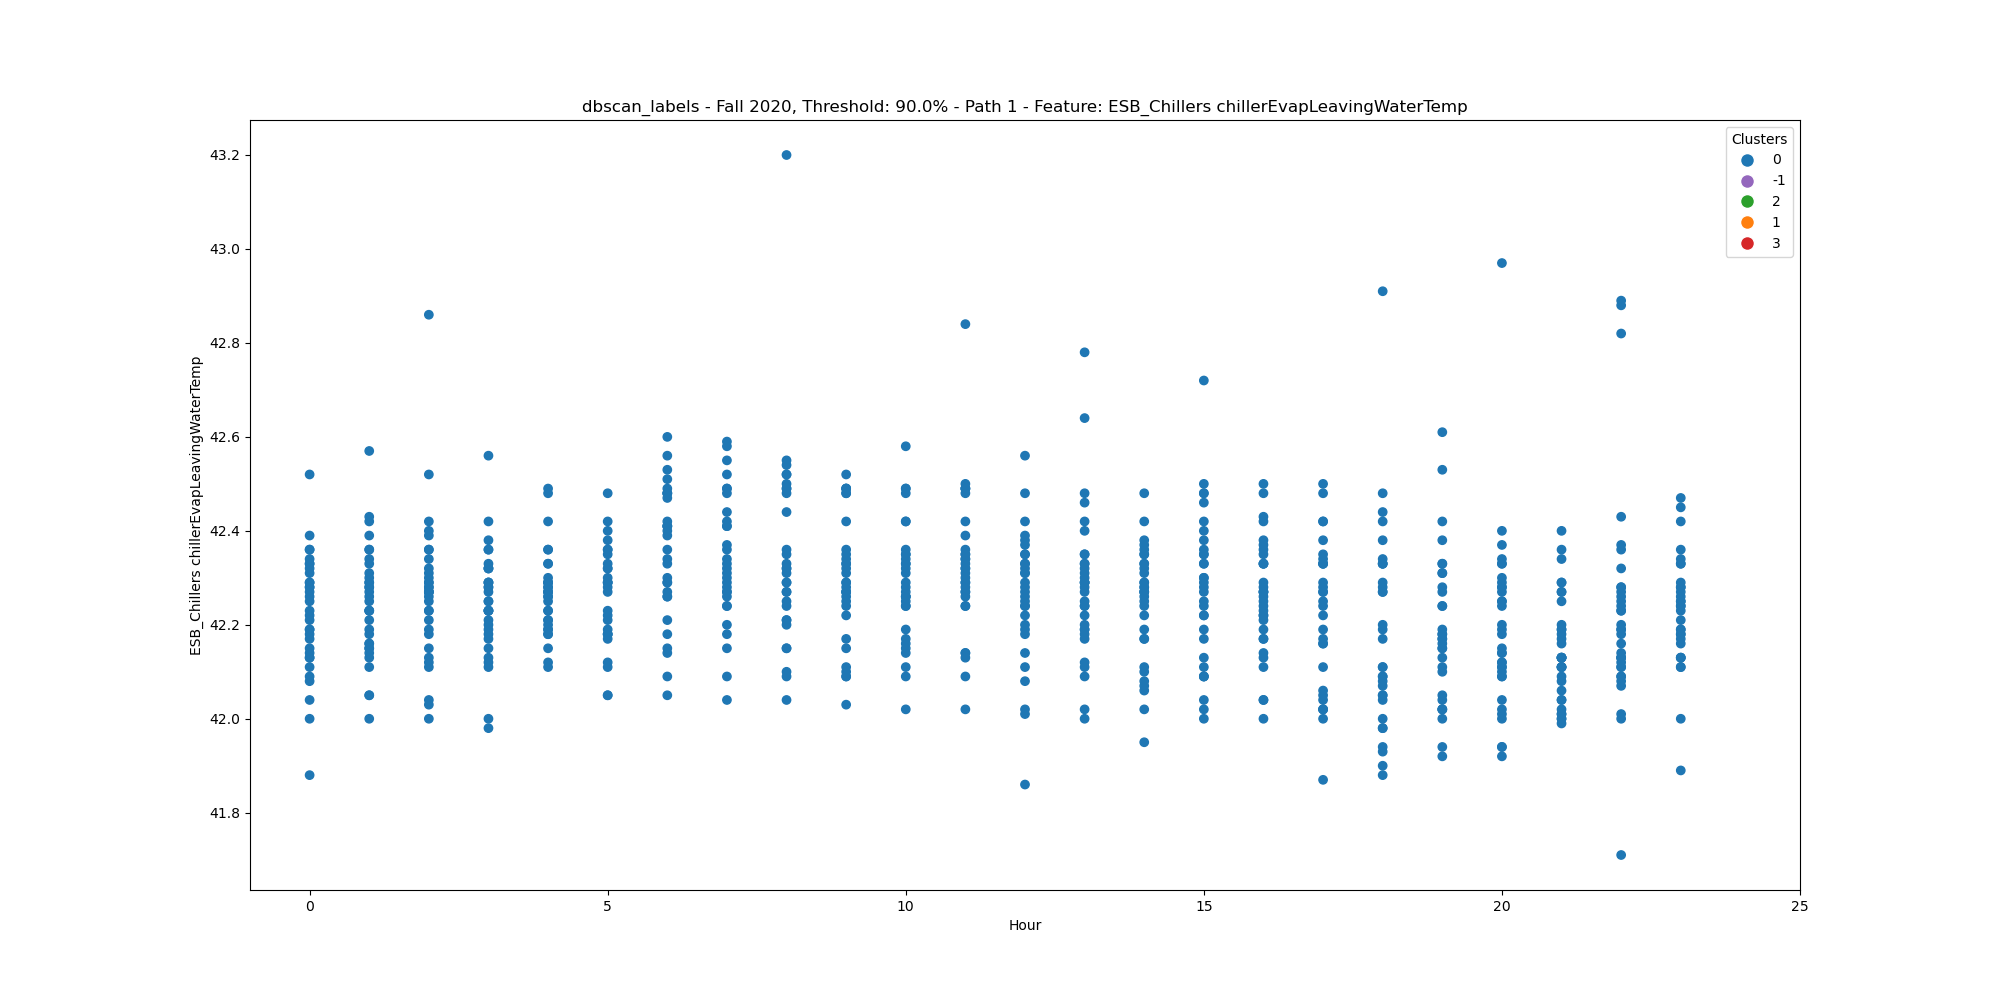 dbscan_labels - Fall 2020, Threshold: 90.0% - Path 1 - Feature: ESB_Chillers chillerEvapLeavingWaterTemp
Clusters
0
-1
2
1
3
ESB_Chillers chillerEvapLeavingWaterTemp
43.2
43.0
42.8
42.6
42.4
42.2
42.0
41.8
0 5 10 15 20 25
Hour